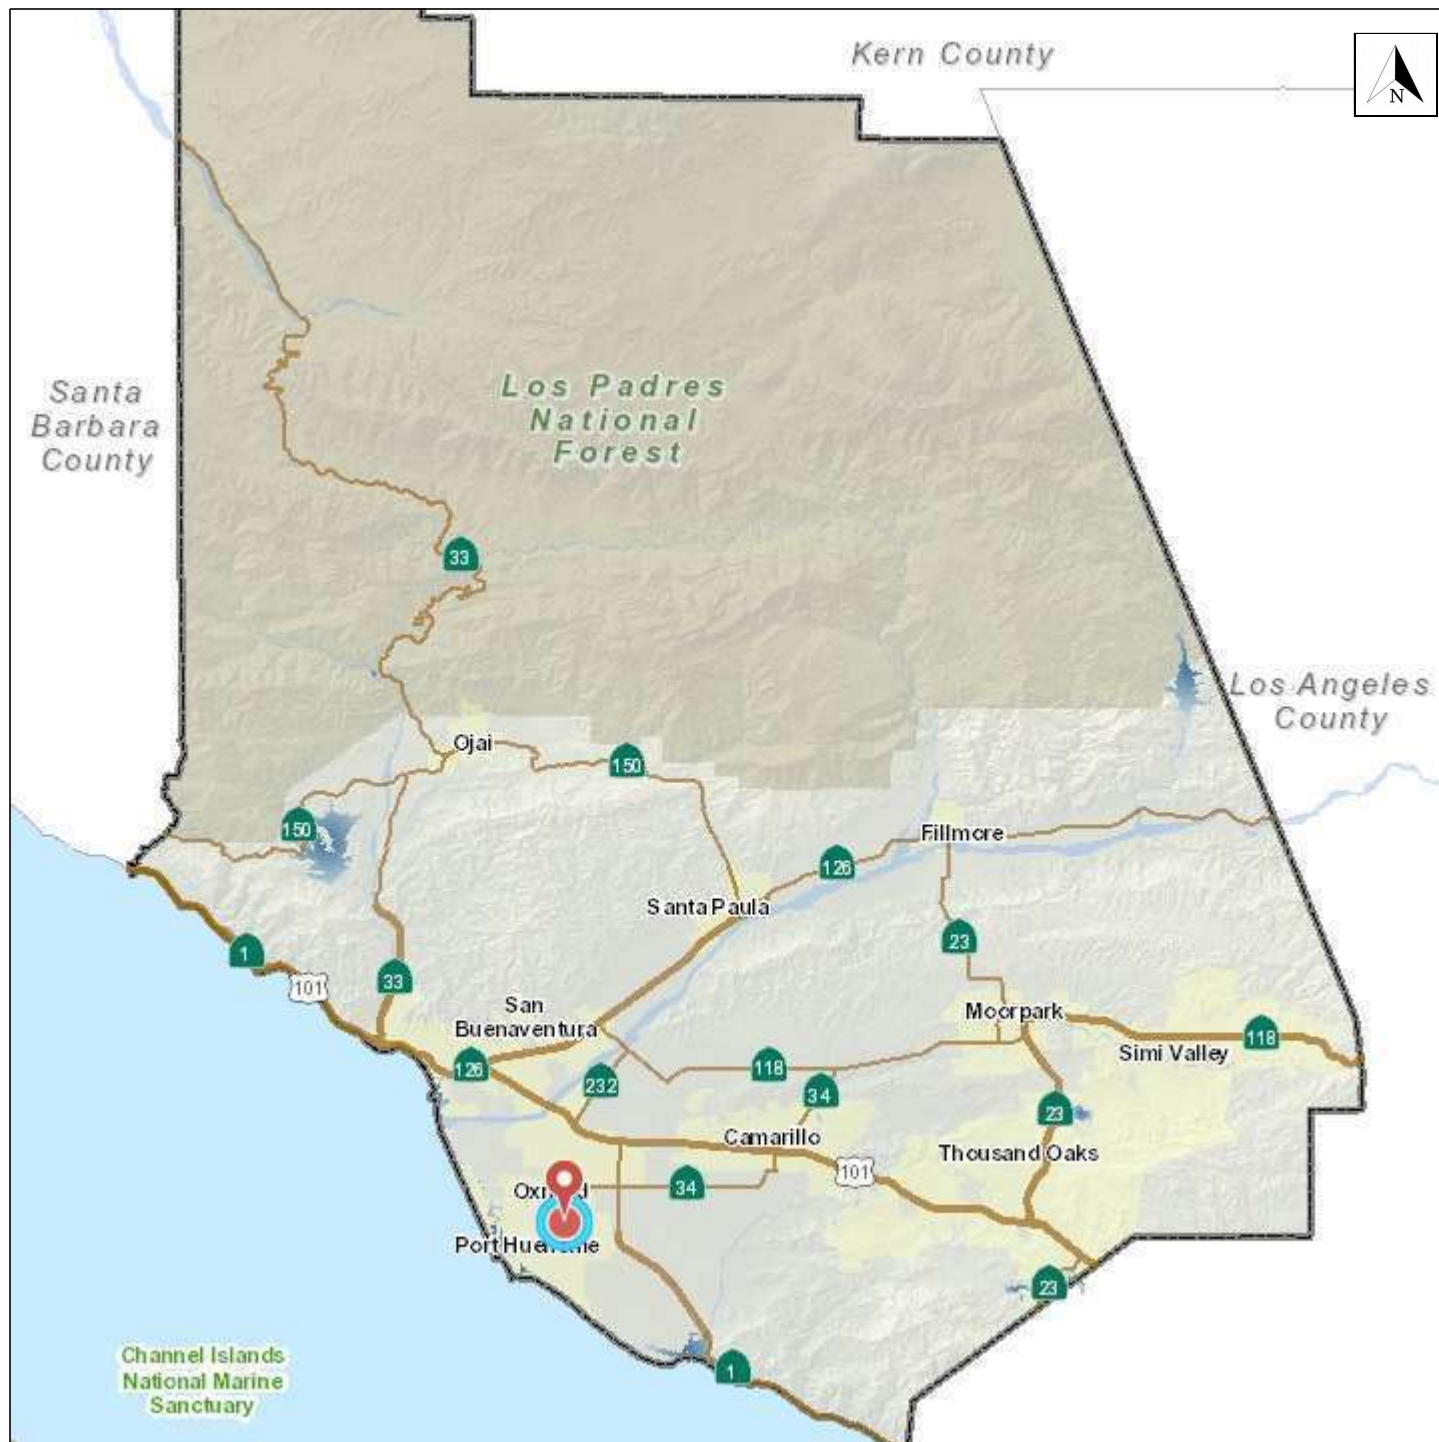 Kern County
N
Santa
Barbara
County
Los Padres
National
Forest
33
Los Angeles
County
Ojai
150
150
Fillmore
126
Santa Paula
23
1
33
101
San
Buenaventura
Moorpark
118
Simi Valley
126
118
232
34
23
Camarillo
Thousand Oaks
101
34
Port
23
Channel Islands
National Marine
Sanctuary
1